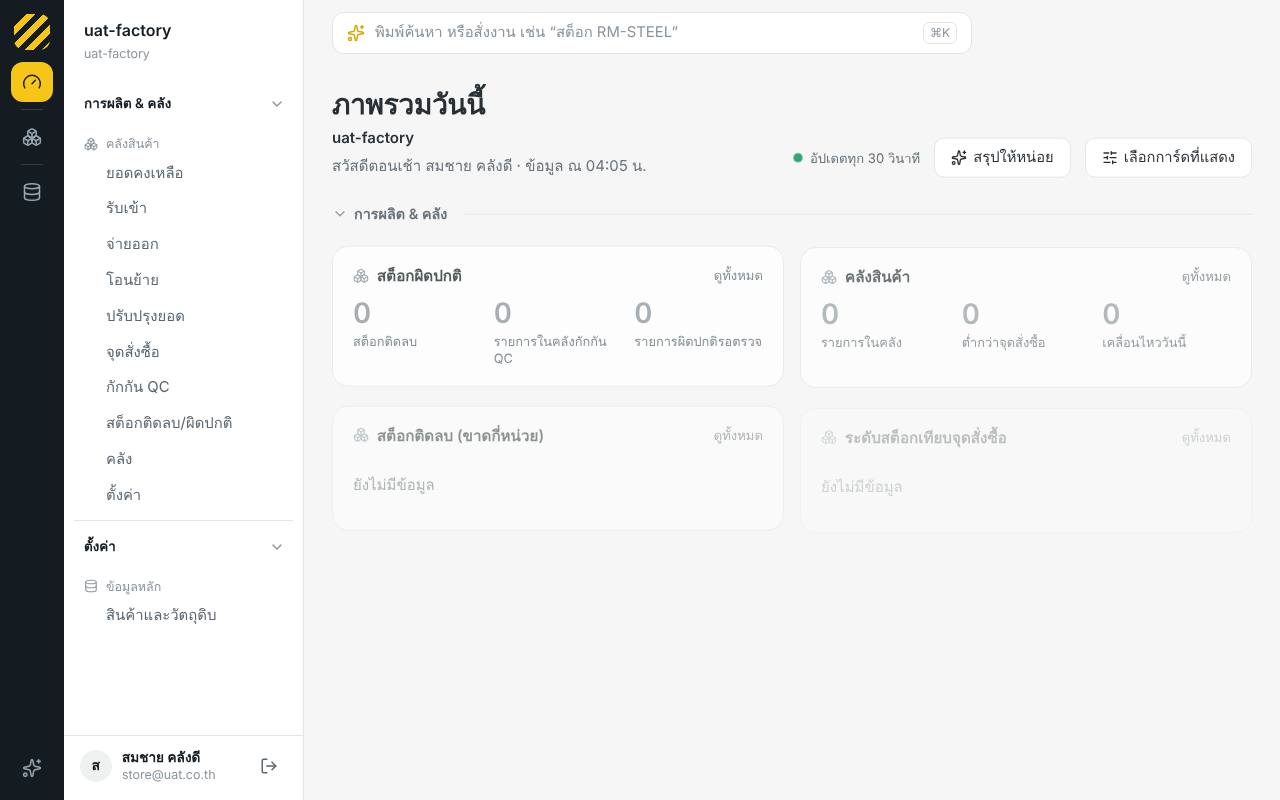 uat-factory
uat-factory
การผลิต & คลัง
คลังสินค้า
ยอดคงเหลือ
รับเข้า
จ่ายออก
โอนย้าย
ปรับปรุงยอด
จุดสั่งซื้อ
กักกัน QC
สต็อกติดลบ/ผิดปกติ
คลัง
ตั้งค่า
ตั้งค่า
ข้อมูลหลัก
สินค้าและวัตถุดิบ
ส
สมชาย คลังดี
store@uat.co.th
พิมพ์ค้นหา หรือสั่งงาน เช่น “สต็อก RM-STEEL”
⌘K
ภาพรวมวันนี้
uat-factory
สวัสดีตอนเช้า สมชาย คลังดี · ข้อมูล ณ 04:05 น.
อัปเดตทุก 30 วินาที
สรุปให้หน่อย
เลือกการ์ดที่แสดง
การผลิต & คลัง
สต็อกผิดปกติ
ดูทั้งหมด
0
0
0
สต็อกติดลบ
รายการในคลังกักกัน
QC
รายการผิดปกติรอตรวจ
คลังสินค้า
ดูทั้งหมด
0
0
0
รายการในคลัง
ต่ำกว่าจุดสั่งซื้อ
เคลื่อนไหววันนี้
สต็อกติดลบ (ขาดกี่หน่วย)
ดูทั้งหมด
ยังไม่มีข้อมูล
ระดับสต็อกเทียบจุดสั่งซื้อ
ดูทั้งหมด
ยังไม่มีข้อมูล